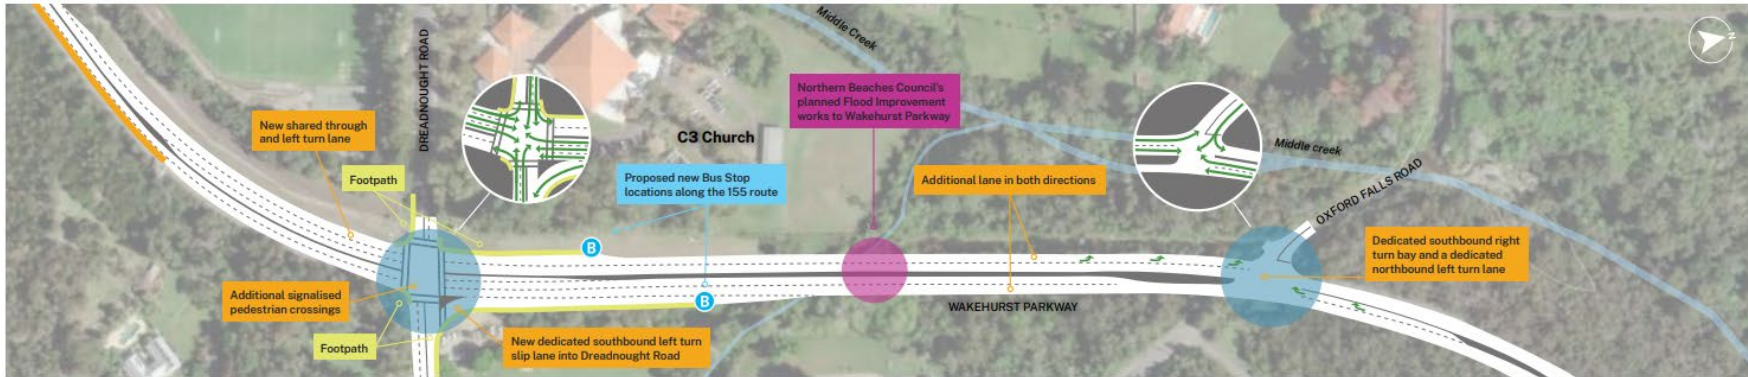 Middle Creek
N
DREADNOUGHT ROAD
New shared through
and left turn lane
Footpath
C3 Church
Northern Beaches Council's
planned Flood Improvement
works to Wakehurst Parkway
Proposed new Bus Stop
locations along the 155 route
Additional lane in both directions
Middle creek
OXFORD FALLS ROAD
B
Dedicated southbound right
turn bay and a dedicated
northbound left turn lane
Additional signalised
pedestrian crossings
B
WAKEHURST PARKWAY
Footpath
New dedicated southbound left turn
slip lane into Dreadnought Road